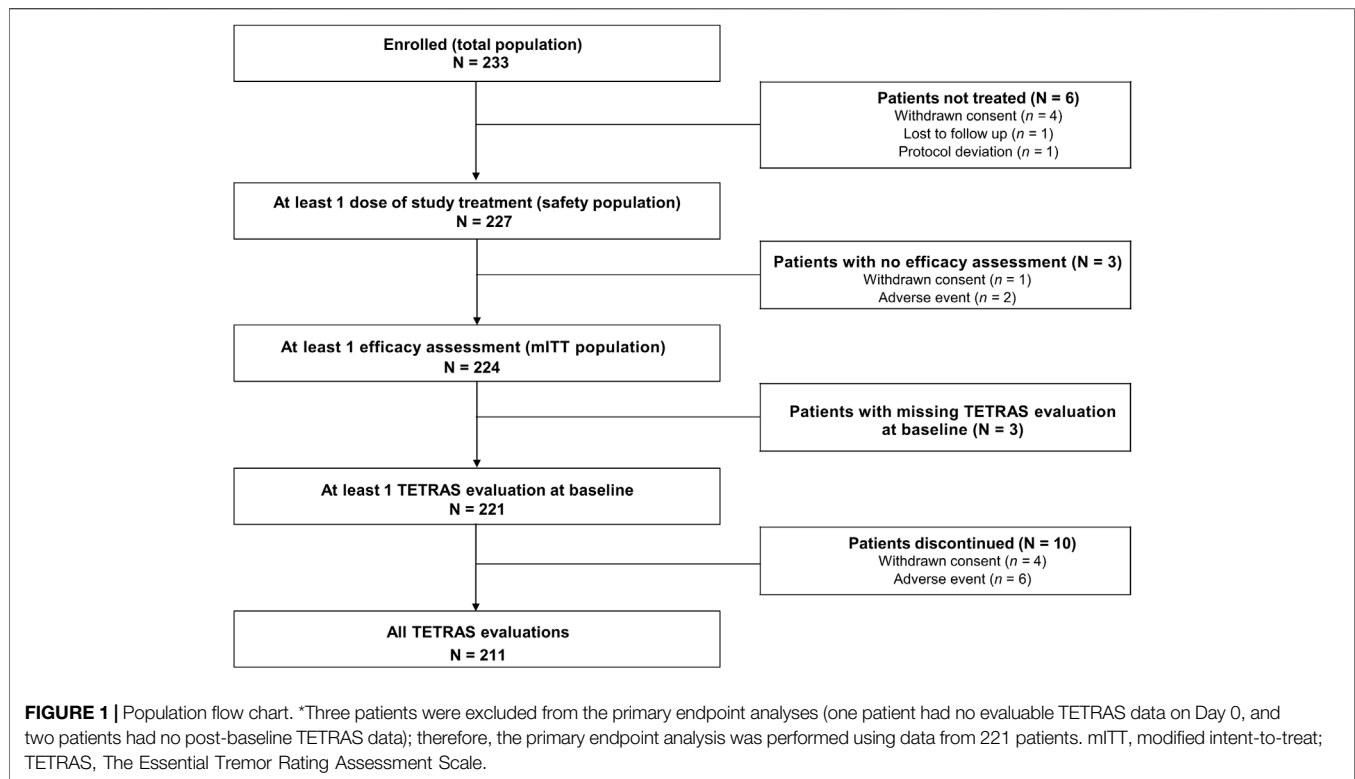 Enrolled (total population)
N = 233
Patients not treated (N = 6)
Withdrawn consent (n = 4)
Lost to follow up (n = 1)
Protocol deviation (n = 1)
At least 1 dose of study treatment (safety population)
N = 227
Patients with no efficacy assessment (N = 3)
Withdrawn consent (n = 1)
Adverse event (n = 2)
At least 1 efficacy assessment (mITT population)
N = 224
Patients with missing TETRAS evaluation
at baseline (N = 3)
At least 1 TETRAS evaluation at baseline
N = 221
Patients discontinued (N = 10)
Withdrawn consent (n = 4)
Adverse event (n = 6)
All TETRAS evaluations
N = 211
FIGURE 1 | Population flow chart. *Three patients were excluded from the primary endpoint analyses (one patient had no evaluable TETRAS data on Day 0, and
two patients had no post-baseline TETRAS data); therefore, the primary endpoint analysis was performed using data from 221 patients. mITT, modified intent-to-treat;
TETRAS, The Essential Tremor Rating Assessment Scale.